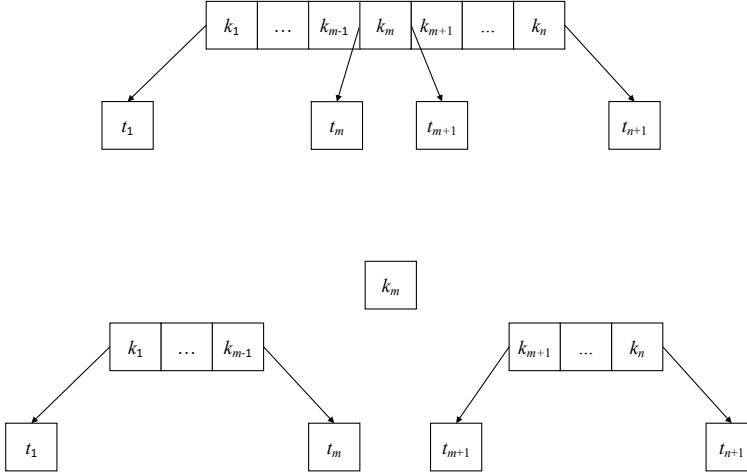 k₁ … kₘ₋₁ kₘ kₘ₊₁ ... kₙ
t₁ tₘ tₘ₊₁ tₙ₊₁
kₘ
k₁ … kₘ₋₁ kₘ₊₁ ... kₙ
t₁ tₘ tₘ₊₁ tₙ₊₁